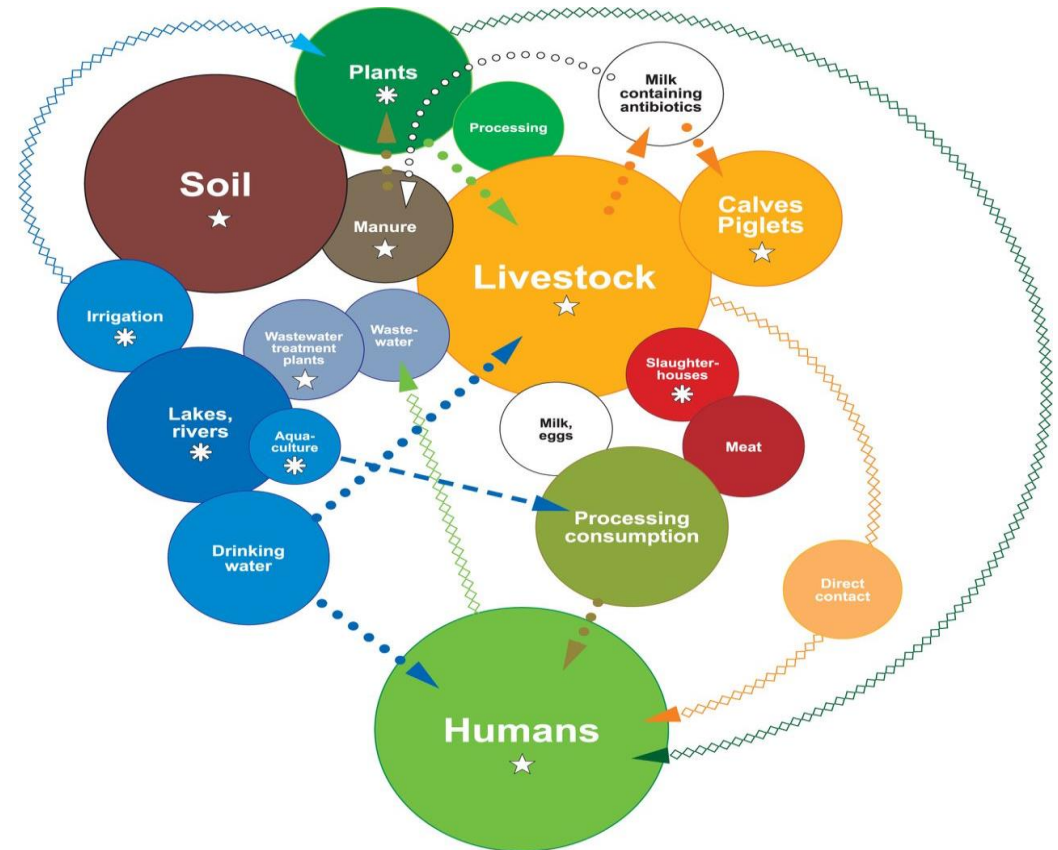 Plants
Milk
containing
antibiotics
Processing
Soil
Manure
Calves
Piglets
Livestock
Irrigation
Wastewater
treatment
plants
Waste-
water
Slaughter-
houses
Lakes,
rivers
Aqua-
culture
Milk,
eggs
Meat
Processing
consumption
Drinking
water
Direct
contact
Humans